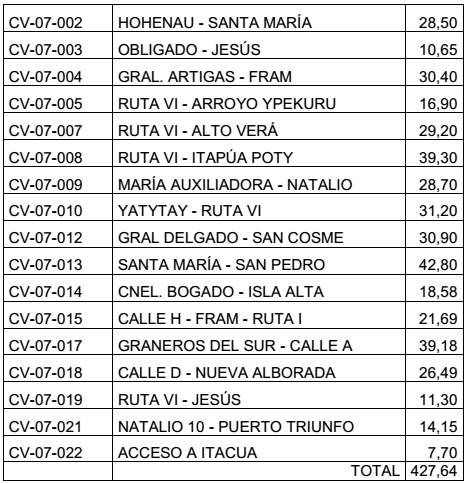 CV-07-002 HOHENAU - SANTA MARÍA 28,50
CV-07-003 OBLIGADO - JESÚS 10,65
CV-07-004 GRAL. ARTIGAS - FRAM 30,40
CV-07-005 RUTA VI - ARROYO YPEKURU 16,90
CV-07-007 RUTA VI - ALTO VERÁ 29,20
CV-07-008 RUTA VI - ITAPÚA POTY 39,30
CV-07-009 MARÍA AUXILIADORA - NATALIO 28,70
CV-07-010 YATYTAY - RUTA VI 31,20
CV-07-012 GRAL DELGADO - SAN COSME 30,90
CV-07-013 SANTA MARÍA - SAN PEDRO 42,80
CV-07-014 CNEL. BOGADO - ISLA ALTA 18,58
CV-07-015 CALLE H - FRAM - RUTA I 21,69
CV-07-017 GRANEROS DEL SUR - CALLE A 39,18
CV-07-018 CALLE D - NUEVA ALBORADA 26,49
CV-07-019 RUTA VI - JESÚS 11,30
CV-07-021 NATALIO 10 - PUERTO TRIUNFO 14,15
CV-07-022 ACCESO A ITACUA 7,70
TOTAL 427,64